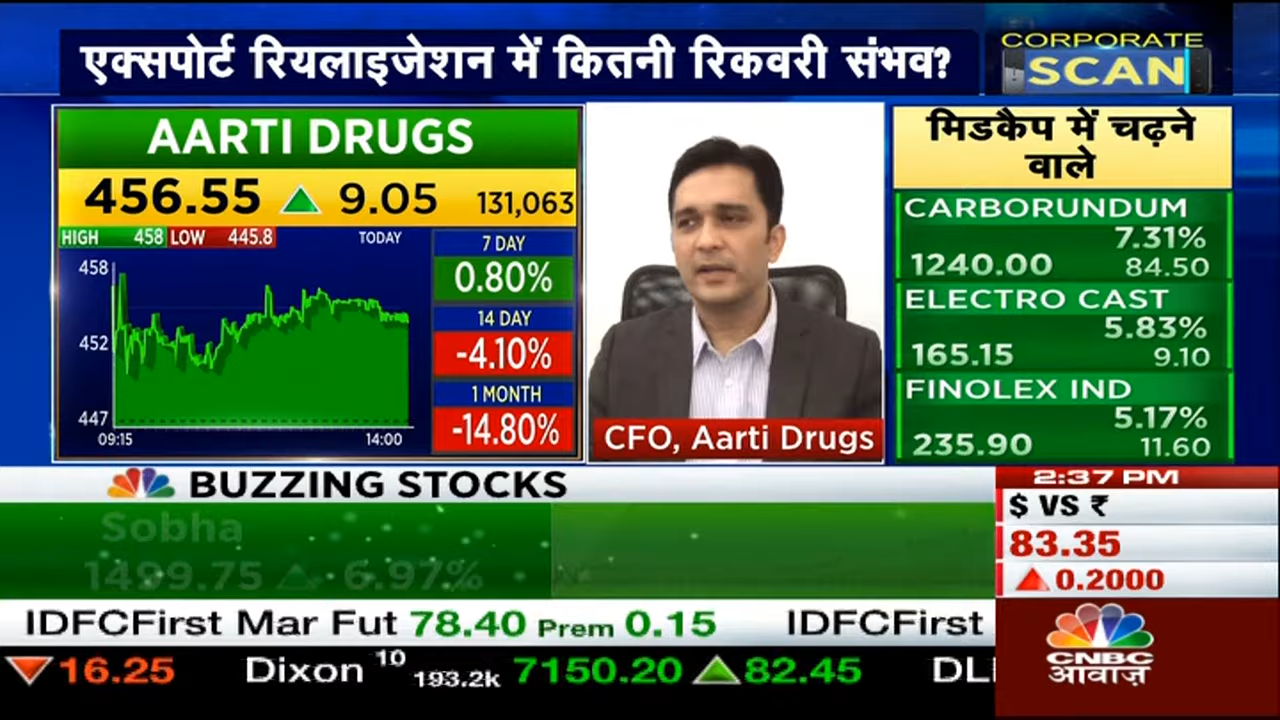 एक्सपोर्ट रियलाइजेशन में कितनी रिकवरी संभव?
CORPORATE
SCAN
AARTI DRUGS
456.55 9.05 131,063
HIGH 458 LOW 445.8 TODAY
458
452
447
09:15 14:00
7 DAY
0.80%
14 DAY
-4.10%
1 MONTH
-14.80%
CFO, Aarti Drugs
मिडकैप में चढ़ने
वाले
CARBORUNDUM
7.31%
1240.00 84.50
ELECTRO CAST
5.83%
165.15 9.10
FINOLEX IND
5.17%
235.90 11.60
BUZZING STOCKS
Sobha
1499.75 6.97%
2:37 PM
$ VS ₹
83.35
0.2000
IDFCFirst Mar Fut 78.40 Prem 0.15 IDFCFirst
16.25 Dixon 10 193.2k 7150.20 82.45 DL
CNBC
आवाज़